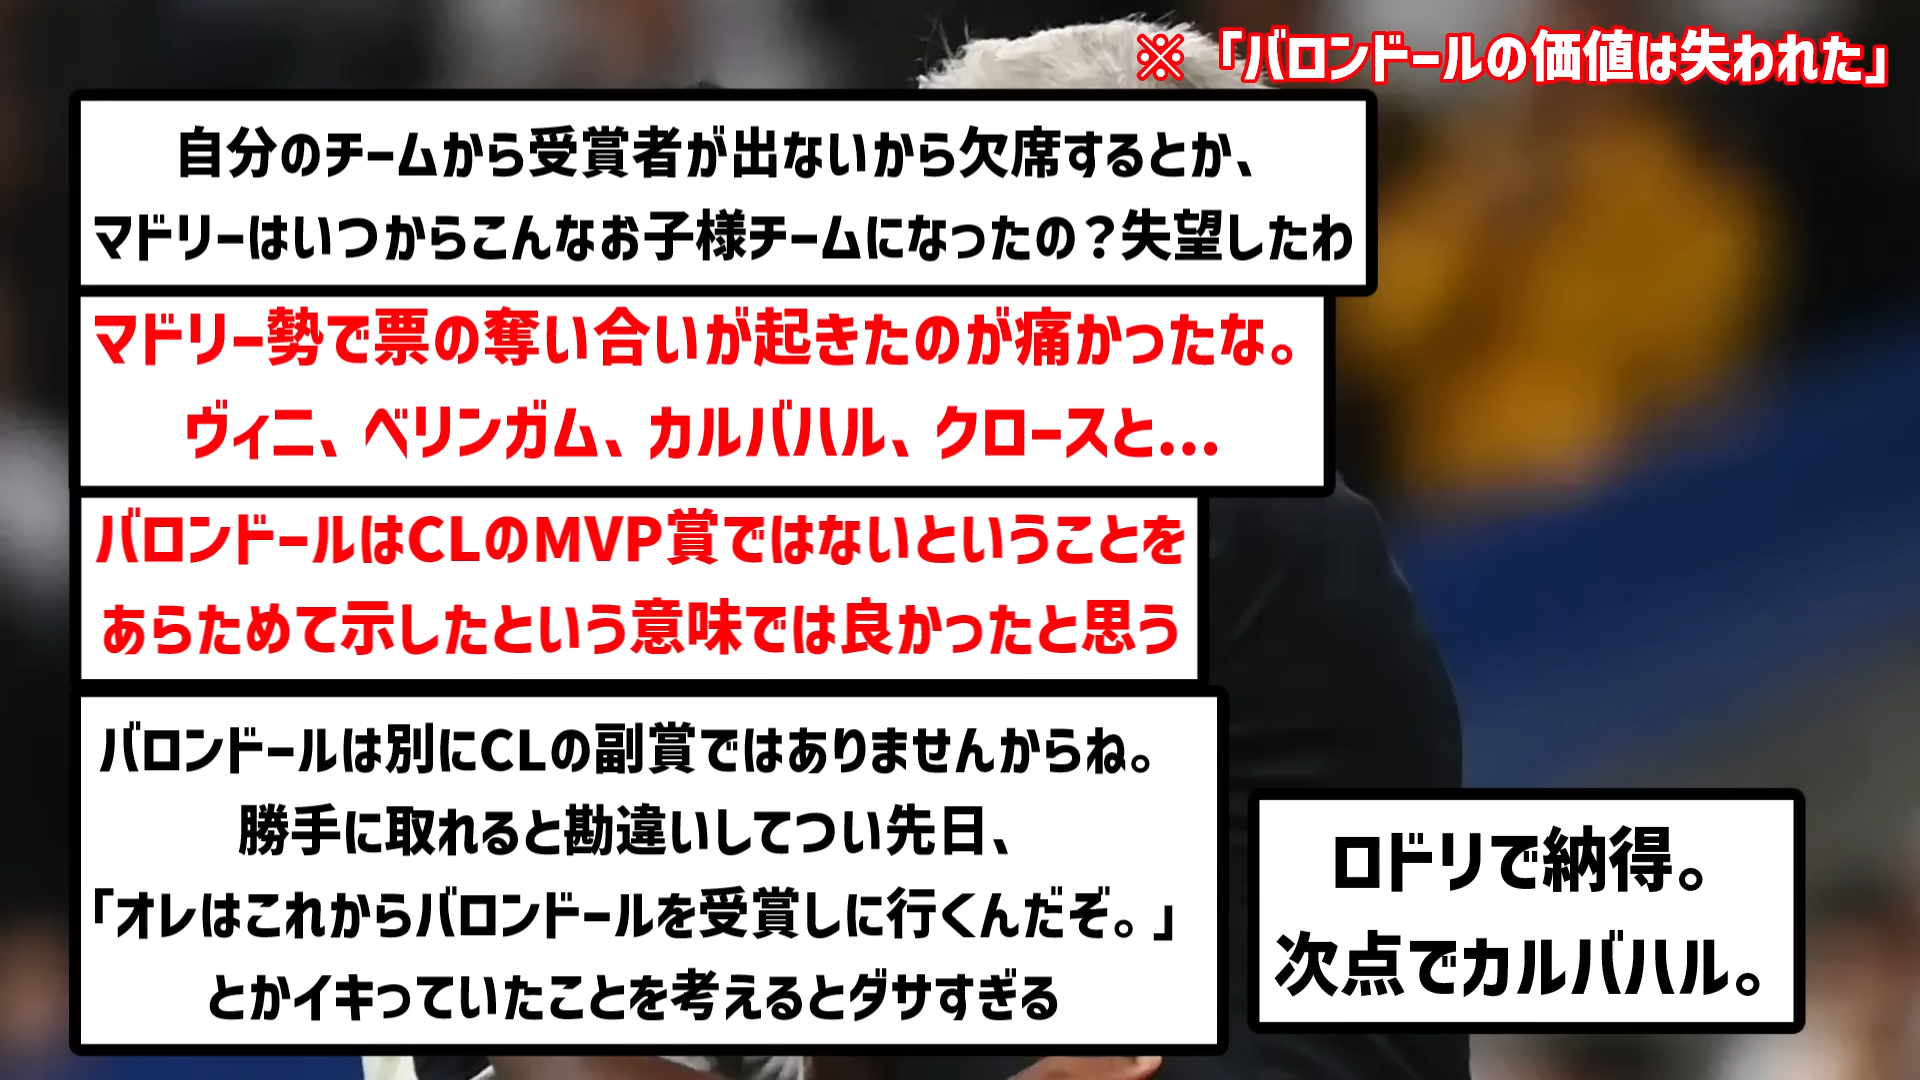 ※「バロンドールの価値は失われた」
自分のチームから受賞者が出ないから欠席するとか、
マドリーはいつからこんなお子様チームになったの？失望したわ
マドリー勢で票の奪い合いが起きたのが痛かったな。
ヴィニ、ベリンガム、カルバハル、クロースと…
バロンドールはCLのMVP賞ではないということを
あらためて示したという意味では良かったと思う
バロンドールは別にCLの副賞ではありませんからね。
勝手に取れると勘違いしてつい先日、
「オレはこれからバロンドールを受賞しに行くんだぞ。」
とかイキっていたことを考えるとダサすぎる
ロドリで納得。
次点でカルバハル。